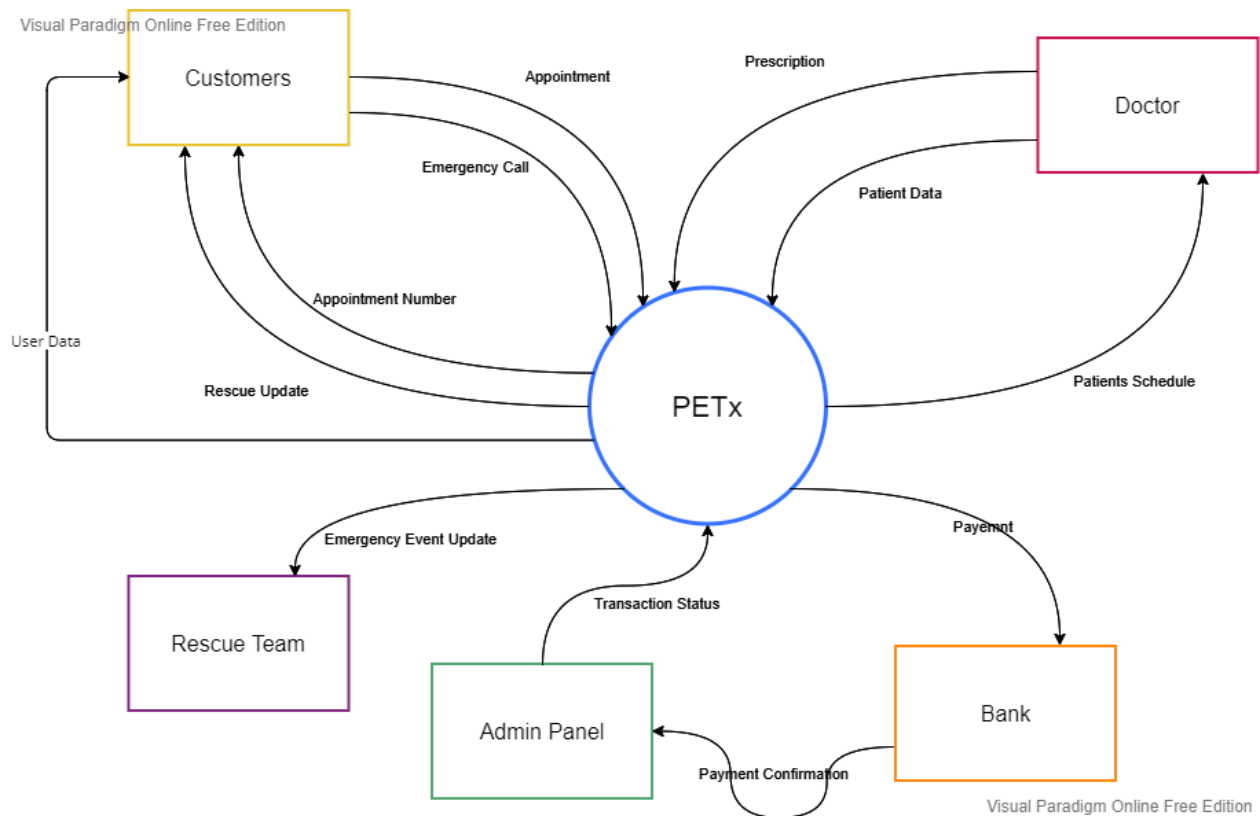 Visual Paradigm Online Free Edition
Customers
Appointment
Prescription
Doctor
Emergency Call
Patient Data
Appointment Number
User Data
Rescue Update
PETx
Patients Schedule
Emergency Event Update
Payemnt
Transaction Status
Rescue Team
Admin Panel
Bank
Payment Confirmation
Visual Paradigm Online Free Edition